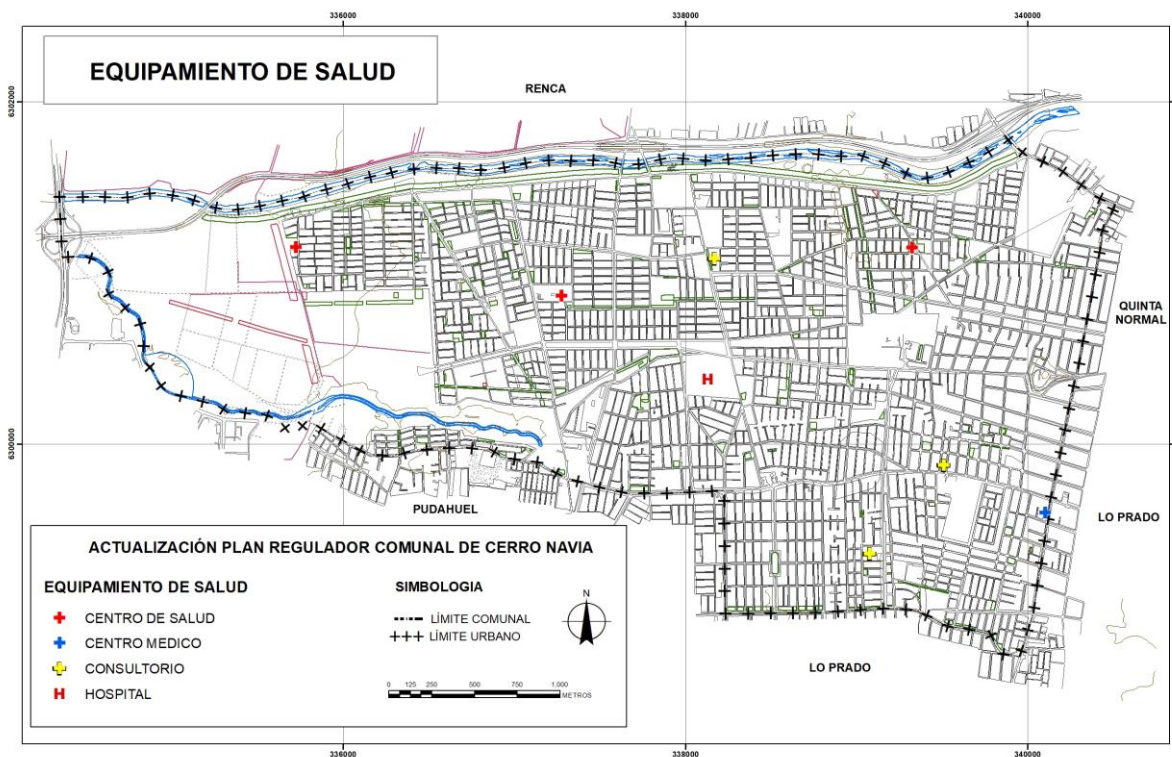 336000
338000
340000
EQUIPAMIENTO DE SALUD
RENCA
6302000
6302000
QUINTA
NORMAL
6300000
6300000
PUDAHUEL
LO PRADO
LO PRADO
ACTUALIZACIÓN PLAN REGULADOR COMUNAL DE CERRO NAVIA
EQUIPAMIENTO DE SALUD
CENTRO DE SALUD
CENTRO MEDICO
CONSULTORIO
H HOSPITAL
SIMBOLOGIA
LÍMITE COMUNAL
LÍMITE URBANO
N
0 125 250 500 750 1.000
METROS
H
336000
338000
340000